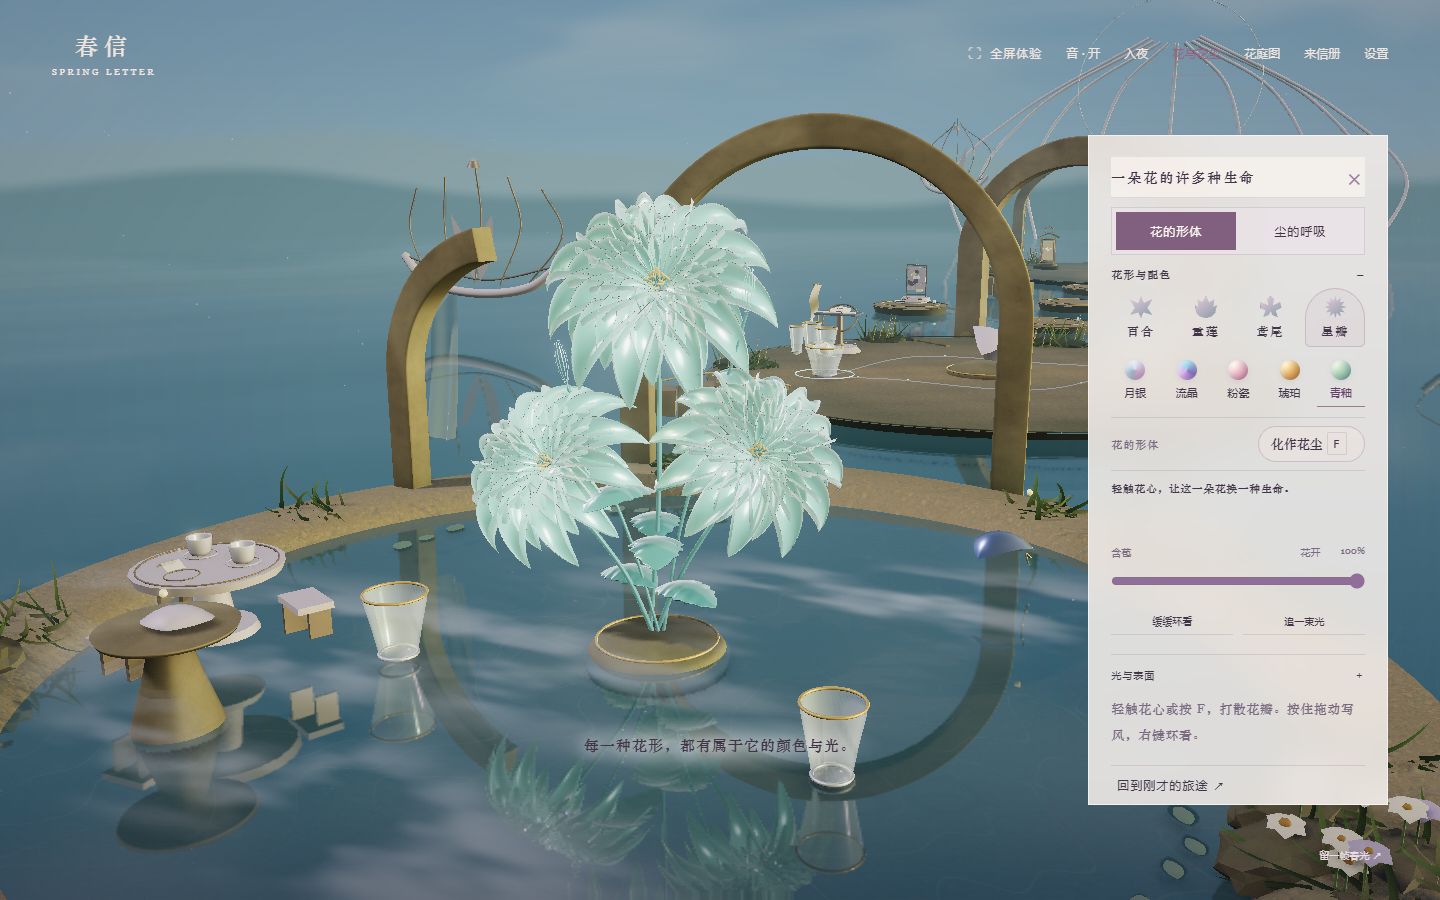 春信
SPRING LETTER
全屏体验 音·开 入夜 花庭图 来信册 设置
一朵花的许多种生命 ×
花的形体 尘的呼吸
花形与配色 −
百合 重莲 鸢尾 星瓣
月银 流晶 粉瓷 琥珀 青釉
花的形体 化作花尘 F
轻触花心，让这一朵花换一种生命。
含苞 花开 100%
缓缓环看 追一束光
光与表面 +
轻触花心或按 F，打散花瓣。按住拖动写
风，右键环看。
每一种花形，都有属于它的颜色与光。
回到刚才的旅途 ↗
留一帧春光 ↗